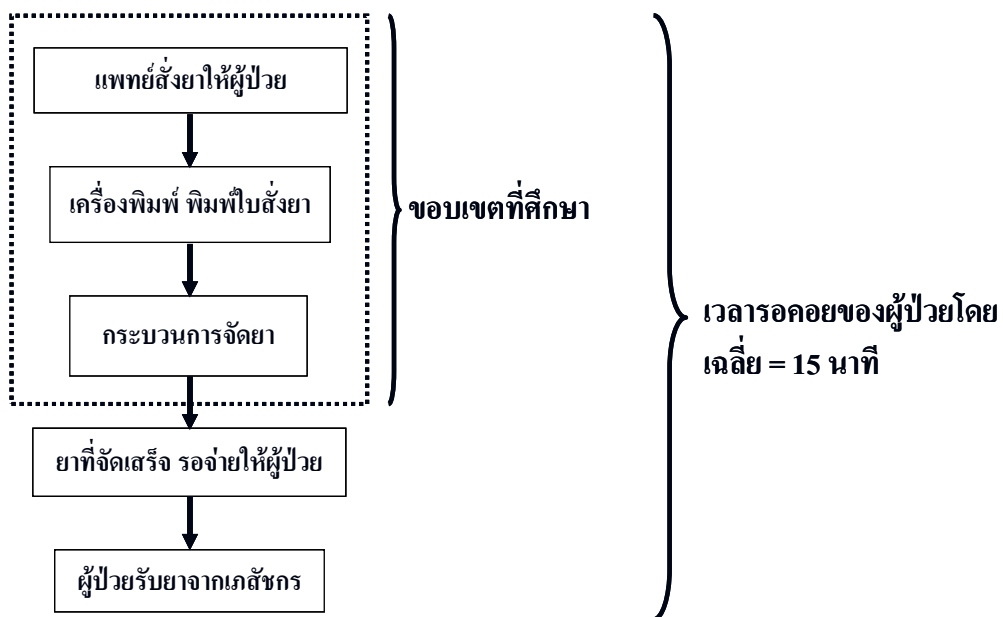 แพทย์สั่งยาให้ผู้ป่วย
เครื่องพิมพ์ พิมพ์ใบสั่งยา
ขอบเขตที่ศึกษา
กระบวนการจัดยา
เวลารอคอยของผู้ป่วยโดย
เฉลี่ย = 15 นาที
ยาที่จัดเสร็จ รอจ่ายให้ผู้ป่วย
ผู้ป่วยรับยาจากเภสัชกร